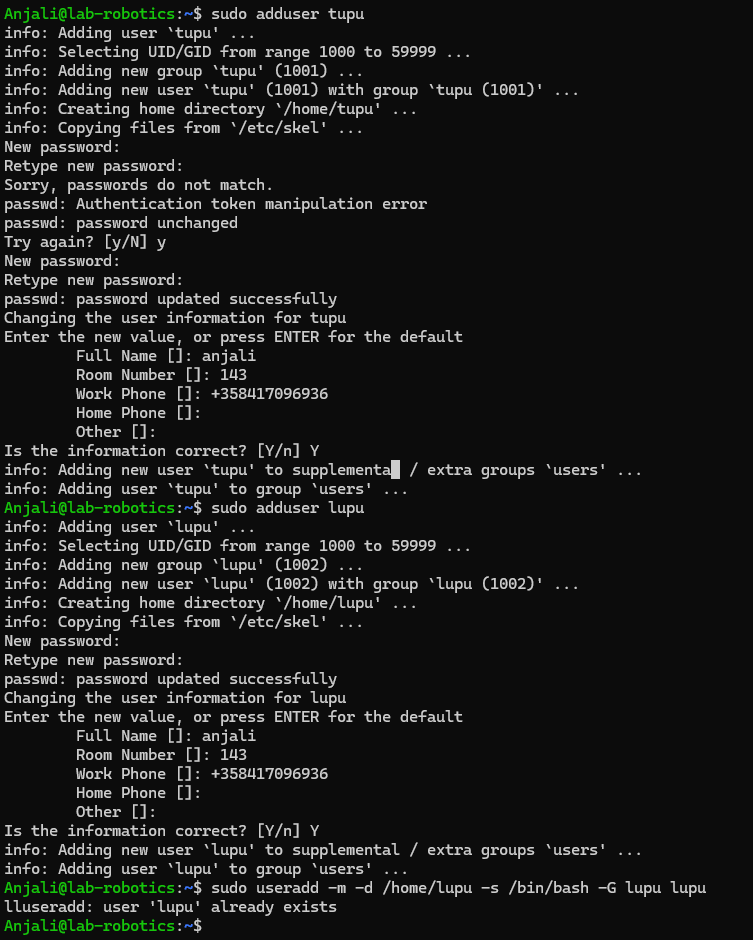 Anjali@lab-robotics:~$ sudo adduser tupu
info: Adding user `tupu' ...
info: Selecting UID/GID from range 1000 to 59999 ...
info: Adding new group `tupu' (1001) ...
info: Adding new user `tupu' (1001) with group `tupu (1001)' ...
info: Creating home directory `/home/tupu' ...
info: Copying files from `/etc/skel' ...
New password:
Retype new password:
Sorry, passwords do not match.
passwd: Authentication token manipulation error
passwd: password unchanged
Try again? [y/N] y
New password:
Retype new password:
passwd: password updated successfully
Changing the user information for tupu
Enter the new value, or press ENTER for the default
        Full Name []: anjali
        Room Number []: 143
        Work Phone []: +358417096936
        Home Phone []:
        Other []:
Is the information correct? [Y/n] Y
info: Adding new user `tupu' to supplementa  / extra groups `users' ...
info: Adding user `tupu' to group `users' ...
Anjali@lab-robotics:~$ sudo adduser lupu
info: Adding user `lupu' ...
info: Selecting UID/GID from range 1000 to 59999 ...
info: Adding new group `lupu' (1002) ...
info: Adding new user `lupu' (1002) with group `lupu (1002)' ...
info: Creating home directory `/home/lupu' ...
info: Copying files from `/etc/skel' ...
New password:
Retype new password:
passwd: password updated successfully
Changing the user information for lupu
Enter the new value, or press ENTER for the default
        Full Name []: anjali
        Room Number []: 143
        Work Phone []: +358417096936
        Home Phone []:
        Other []:
Is the information correct? [Y/n] Y
info: Adding new user `lupu' to supplemental / extra groups `users' ...
info: Adding user `lupu' to group `users' ...
Anjali@lab-robotics:~$ sudo useradd -m -d /home/lupu -s /bin/bash -G lupu lupu
lluseradd: user 'lupu' already exists
Anjali@lab-robotics:~$